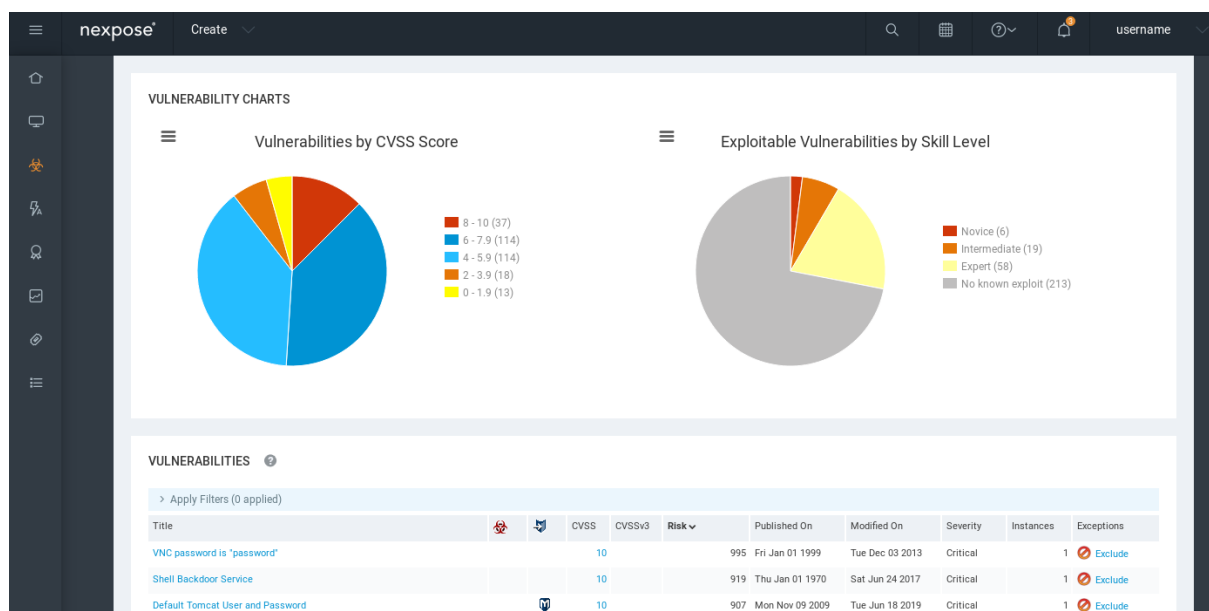 nexpose® Create username
3
VULNERABILITY CHARTS
Vulnerabilities by CVSS Score
8 - 10 (37)
6 - 7.9 (114)
4 - 5.9 (114)
2 - 3.9 (18)
0 - 1.9 (13)
Exploitable Vulnerabilities by Skill Level
Novice (6)
Intermediate (19)
Expert (58)
No known exploit (213)
VULNERABILITIES ?
> Apply Filters (0 applied)
Title CVSS CVSSv3 Risk Published On Modified On Severity Instances Exceptions
VNC password is "password" 10 995 Fri Jan 01 1999 Tue Dec 03 2013 Critical 1 Exclude
Shell Backdoor Service 10 919 Thu Jan 01 1970 Sat Jun 24 2017 Critical 1 Exclude
Default Tomcat User and Password 10 907 Mon Nov 09 2009 Tue Jun 18 2019 Critical 1 Exclude